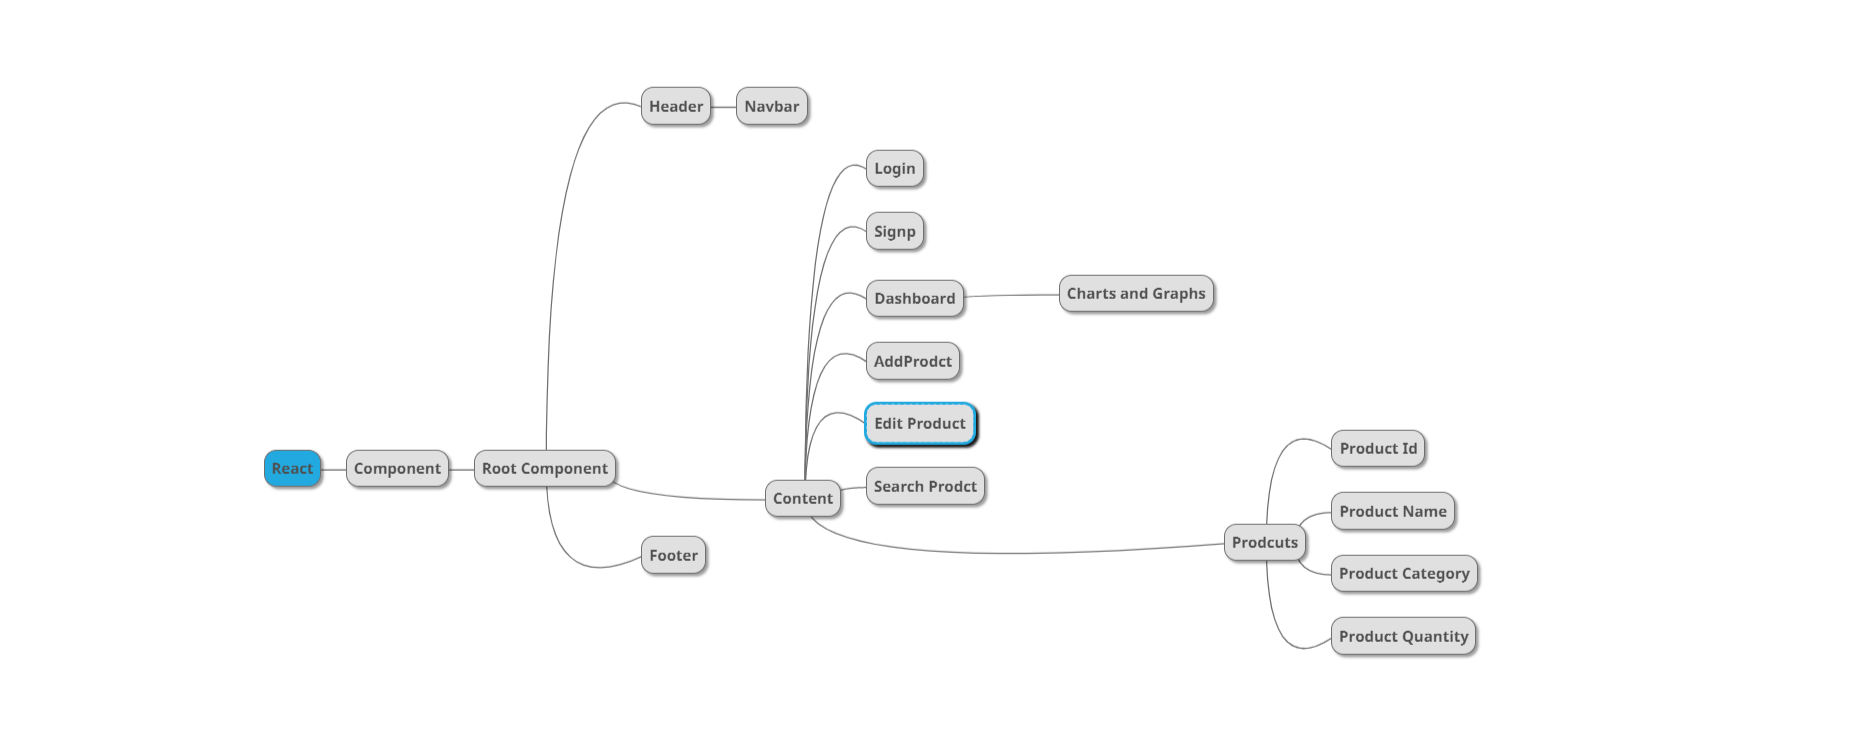 Header
Navbar
Login
Signp
Dashboard
Charts and Graphs
AddProdct
Edit Product
React
Component
Root Component
Content
Search Prodct
Footer
Prodcuts
Product Id
Product Name
Product Category
Product Quantity